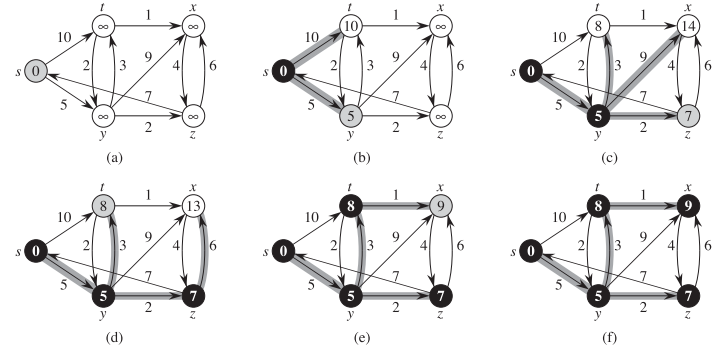 t 1 x t 1 x t 1 x
∞ ∞ 10 ∞ 8 14
10 10 10
9 9 9
s 0 2 3 4 6 s 0 2 3 4 6 s 0 2 3 4 6
5 7 5 7 5 7
∞ ∞ 5 ∞ 5 7
y 2 z y 2 z y 2 z
(a) (b) (c)
t 1 x t 1 x t 1 x
8 13 8 9 8 9
10 10 10
9 9 9
s 0 2 3 4 6 s 0 2 3 4 6 s 0 2 3 4 6
5 7 5 7 5 7
5 7 5 7 5 7
y 2 z y 2 z y 2 z
(d) (e) (f)